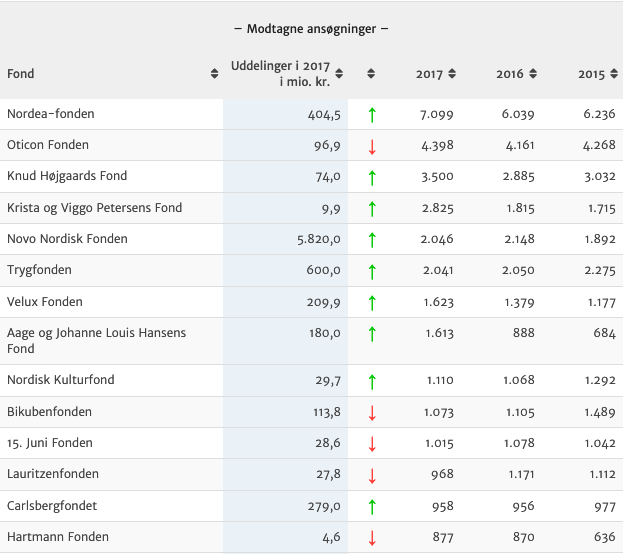 – Modtagne ansøgninger –
Fond Uddelinger i 2017 i mio. kr. 2017 2016 2015
Nordea-fonden 404,5 ↑ 7.099 6.039 6.236
Oticon Fonden 96,9 ↓ 4.398 4.161 4.268
Knud Højgaards Fond 74,0 ↑ 3.500 2.885 3.032
Krista og Viggo Petersens Fond 9,9 ↑ 2.825 1.815 1.715
Novo Nordisk Fonden 5.820,0 ↑ 2.046 2.148 1.892
Trygfonden 600,0 ↑ 2.041 2.050 2.275
Velux Fonden 209,9 ↑ 1.623 1.379 1.177
Aage og Johanne Louis Hansens Fond 180,0 ↑ 1.613 888 684
Nordisk Kulturfond 29,7 ↑ 1.110 1.068 1.292
Bikubenfonden 113,8 ↓ 1.073 1.105 1.489
15. Juni Fonden 28,6 ↓ 1.015 1.078 1.042
Lauritzenfonden 27,8 ↓ 968 1.171 1.112
Carlsbergfondet 279,0 ↑ 958 956 977
Hartmann Fonden 4,6 ↓ 877 870 636